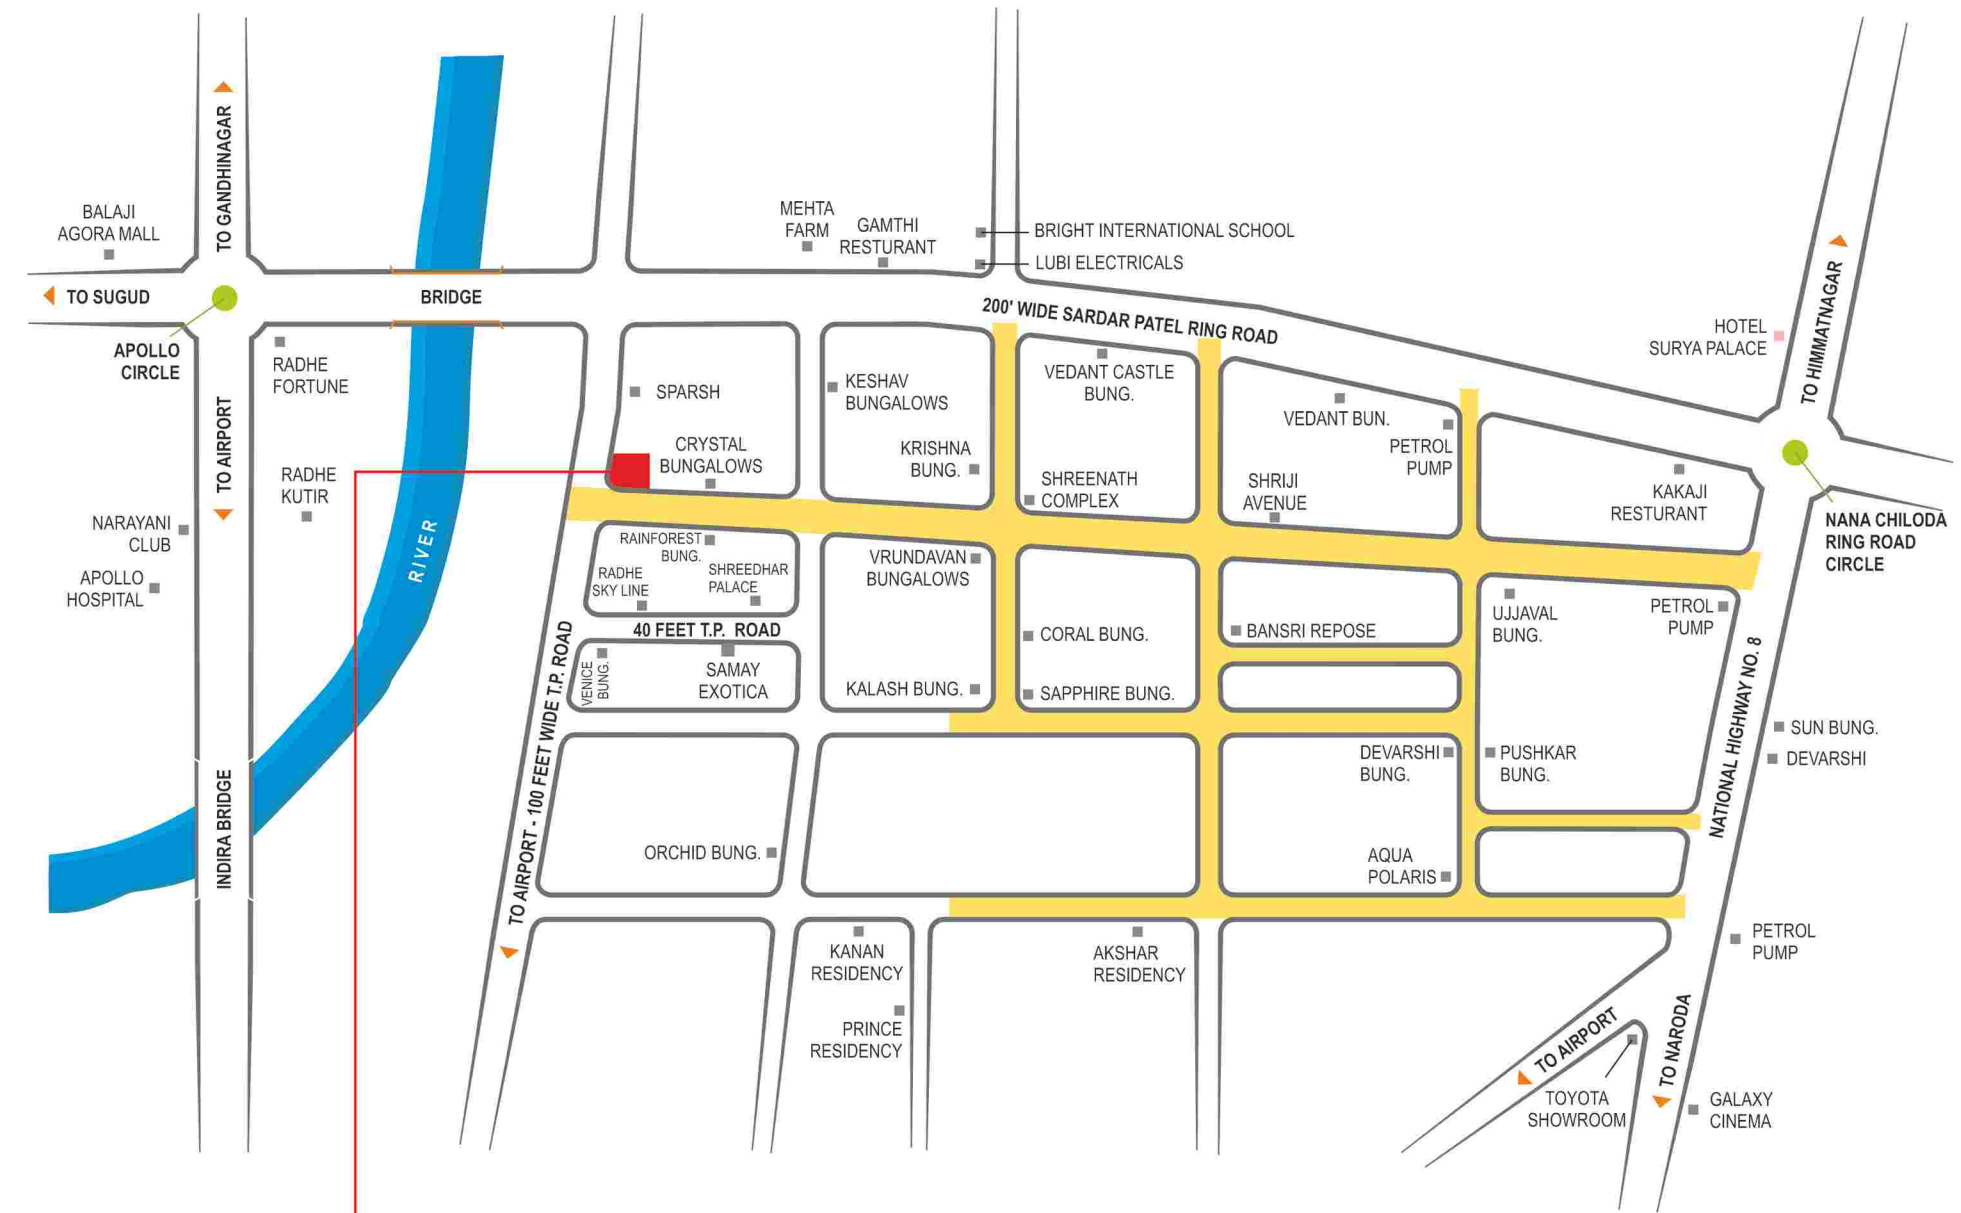 TO GANDHINAGAR
BALAJI
AGORA MALL
TO SUGUD
APOLLO
CIRCLE
BRIDGE
MEHTA
FARM
GAMTHI
RESTURANT
BRIGHT INTERNATIONAL SCHOOL
LUBI ELECTRICALS
200' WIDE SARDAR PATEL RING ROAD
HOTEL
SURYA PALACE
TO HIMMATNAGAR
RADHE
FORTUNE
TO AIRPORT
RADHE
KUTIR
NARAYANI
CLUB
APOLLO
HOSPITAL
RIVER
INDIRA BRIDGE
SPARSH
CRYSTAL
BUNGALOWS
KESHAV
BUNGALOWS
KRISHNA
BUNG.
VEDANT CASTLE
BUNG.
SHREENATH
COMPLEX
VEDANT BUN.
PETROL
PUMP
SHRIJI
AVENUE
KAKAJI
RESTURANT
NANA CHILODA
RING ROAD
CIRCLE
RAINFOREST
BUNG.
RADHE
SKY LINE
SHREEDHAR
PALACE
40 FEET T.P. ROAD
VENICE
BUNG.
SAMAY
EXOTICA
VRUNDAVAN
BUNGALOWS
KALASH BUNG.
CORAL BUNG.
SAPPHIRE BUNG.
BANSRI REPOSE
UJJAVAL
BUNG.
PETROL
PUMP
TO AIRPORT - 100 FEET WIDE T.P. ROAD
ORCHID BUNG.
DEVARSHI
BUNG.
PUSHKAR
BUNG.
AQUA
POLARIS
NATIONAL HIGHWAY NO. 8
SUN BUNG.
DEVARSHI
KANAN
RESIDENCY
PRINCE
RESIDENCY
AKSHAR
RESIDENCY
PETROL
PUMP
TO AIRPORT
TO NARODA
TOYOTA
SHOWROOM
GALAXY
CINEMA